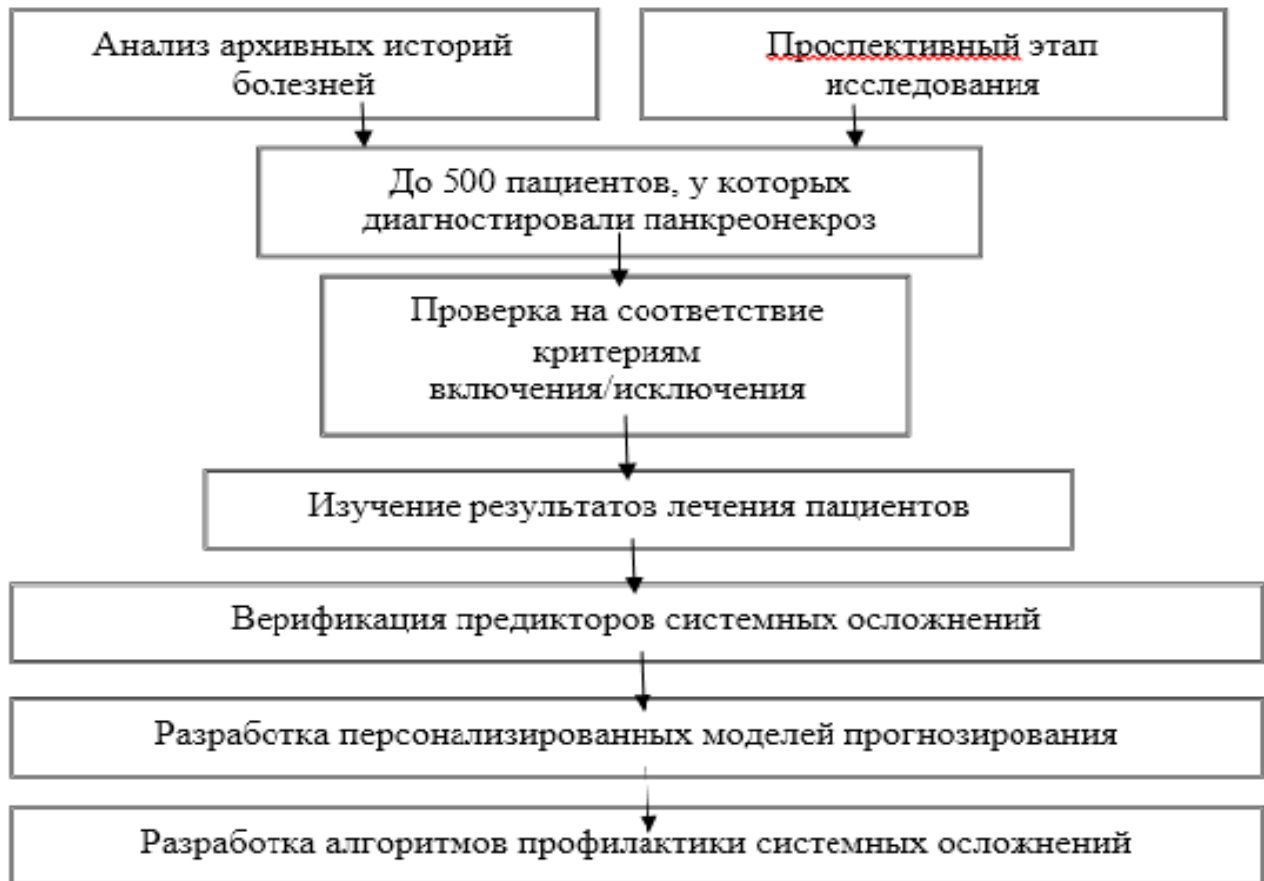 Анализ архивных историй
болезней
Проспективный этап
исследования
До 500 пациентов, у которых
диагностировали панкреонекроз
Проверка на соответствие
критериям
включения/исключения
Изучение результатов лечения пациентов
Верификация предикторов системных осложнений
Разработка персонализированных моделей прогнозирования
Разработка алгоритмов профилактики системных осложнений